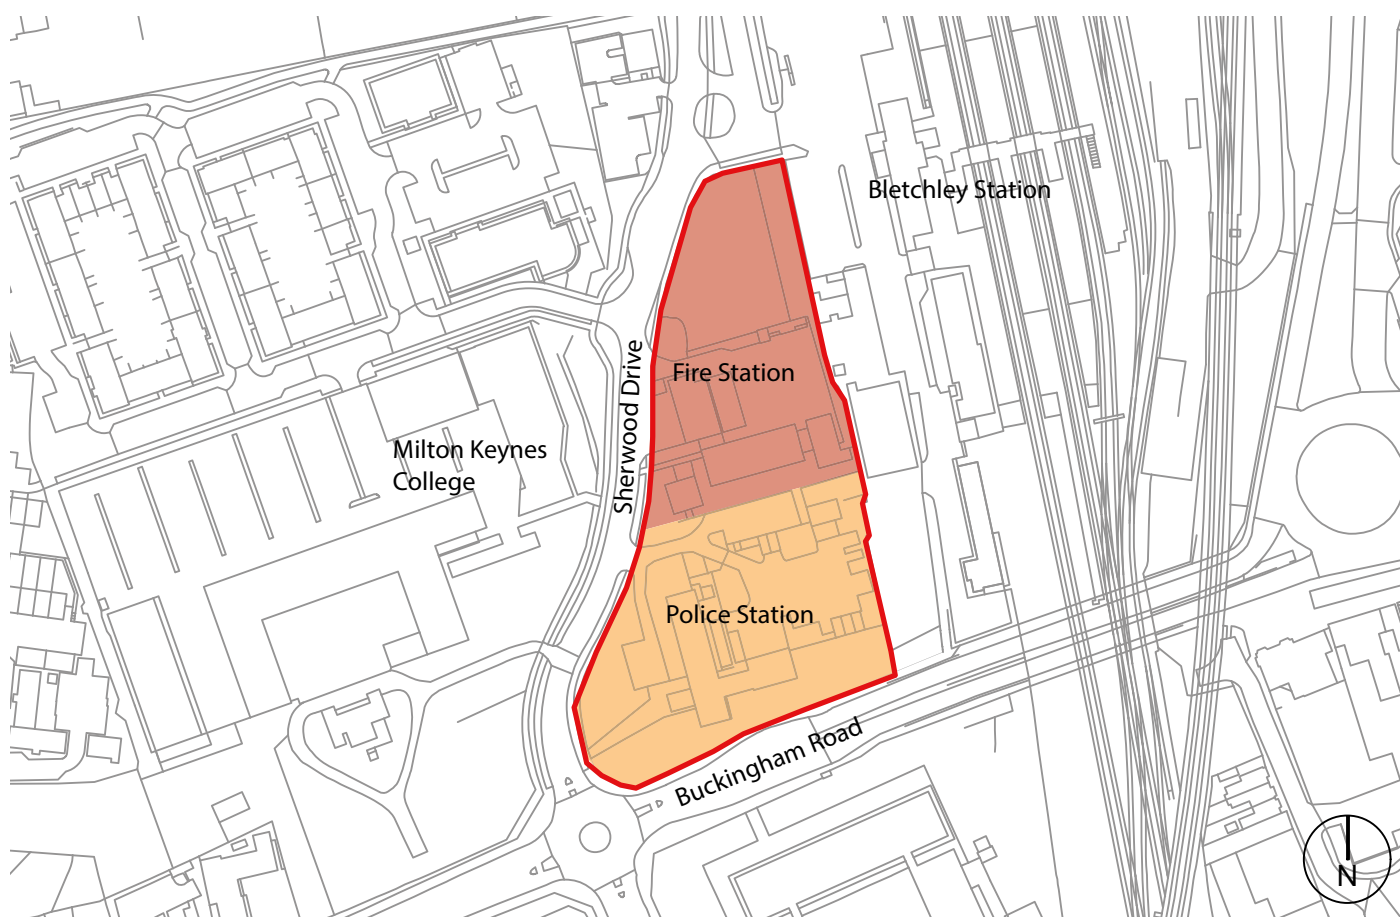 Bletchley Station
Sherwood Drive
Fire Station
Milton Keynes
College
Police Station
Buckingham Road
N